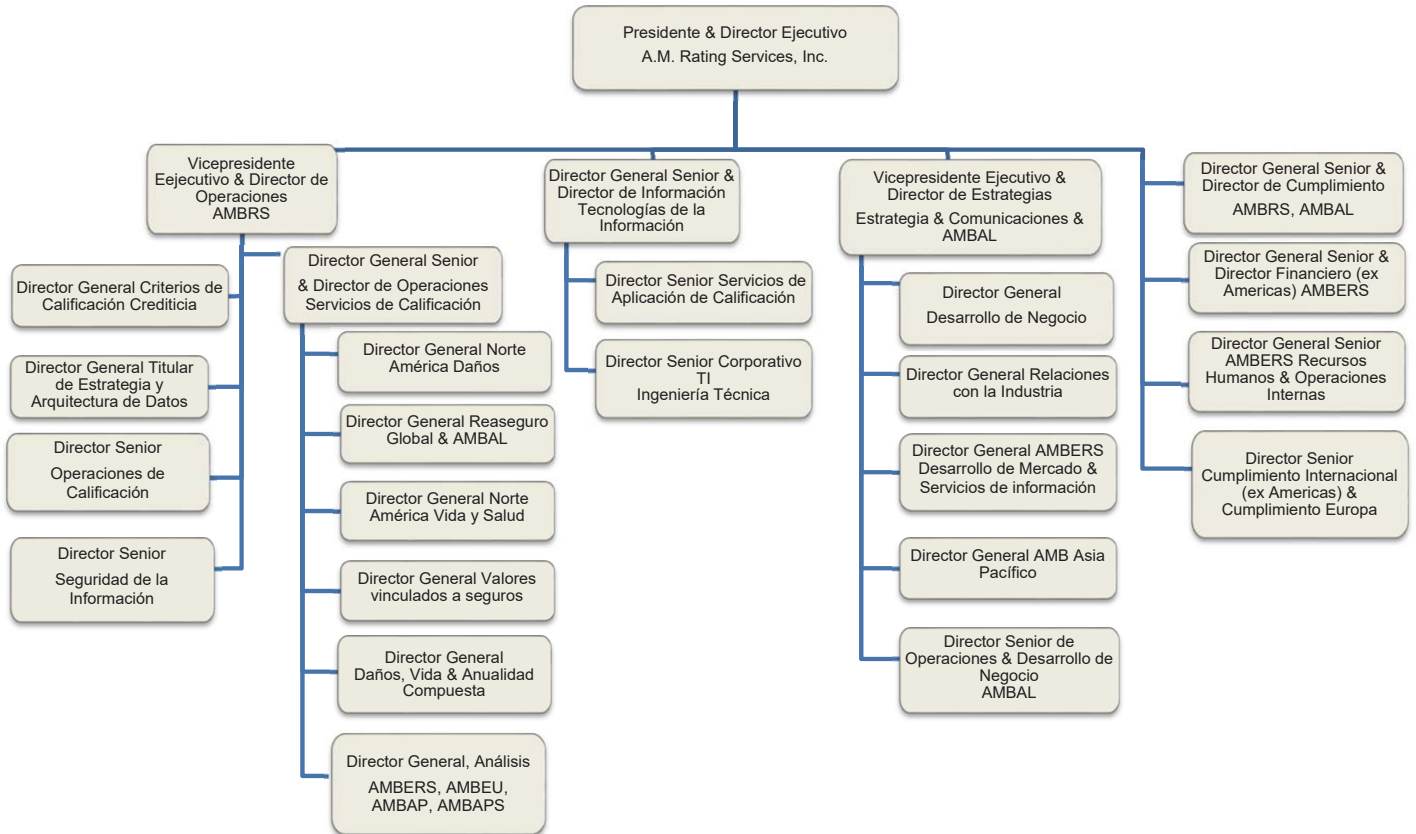 Presidente & Director Ejecutivo
A.M. Rating Services, Inc.
Vicepresidente
Eejecutivo & Director de
Operaciones
AMBRS
Director General Criterios de
Calificación Crediticia
Director General Titular
de Estrategia y
Arquitectura de Datos
Director Senior
Operaciones de
Calificación
Director Senior
Seguridad de la
Información
Director General Senior
& Director de Operaciones
Servicios de Calificación
Director General Norte
América Daños
Director General Reaseguro
Global & AMBAL
Director General Norte
América Vida y Salud
Director General Valores
vinculados a seguros
Director General
Daños, Vida & Anualidad
Compuesta
Director General, Análisis
AMBERS, AMBEU,
AMBAP, AMBAPS
Director General Senior &
Director de Información
Tecnologías de la
Información
Director Senior Servicios de
Aplicación de Calificación
Director Senior Corporativo
TI
Ingeniería Técnica
Vicepresidente Ejecutivo &
Director de Estrategias
Estrategia & Comunicaciones &
AMBAL
Director General
Desarrollo de Negocio
Director General Relaciones
con la Industria
Director General AMBERS
Desarrollo de Mercado &
Servicios de información
Director General AMB Asia
Pacífico
Director Senior de
Operaciones & Desarrollo de
Negocio
AMBAL
Director General Senior &
Director de Cumplimiento
AMBRS, AMBAL
Director General Senior &
Director Financiero (ex
Americas) AMBERS
Director General Senior
AMBERS Recursos
Humanos & Operaciones
Internas
Director Senior
Cumplimiento Internacional
(ex Americas) &
Cumplimiento Europa